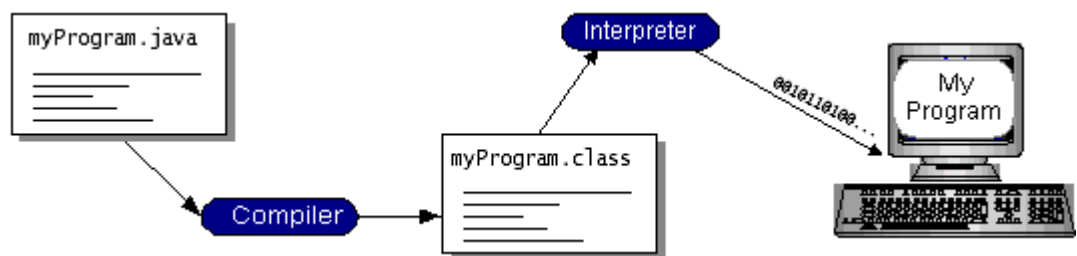 myProgram.java
Compiler
myProgram.class
Interpreter
0010110100...
My
Program